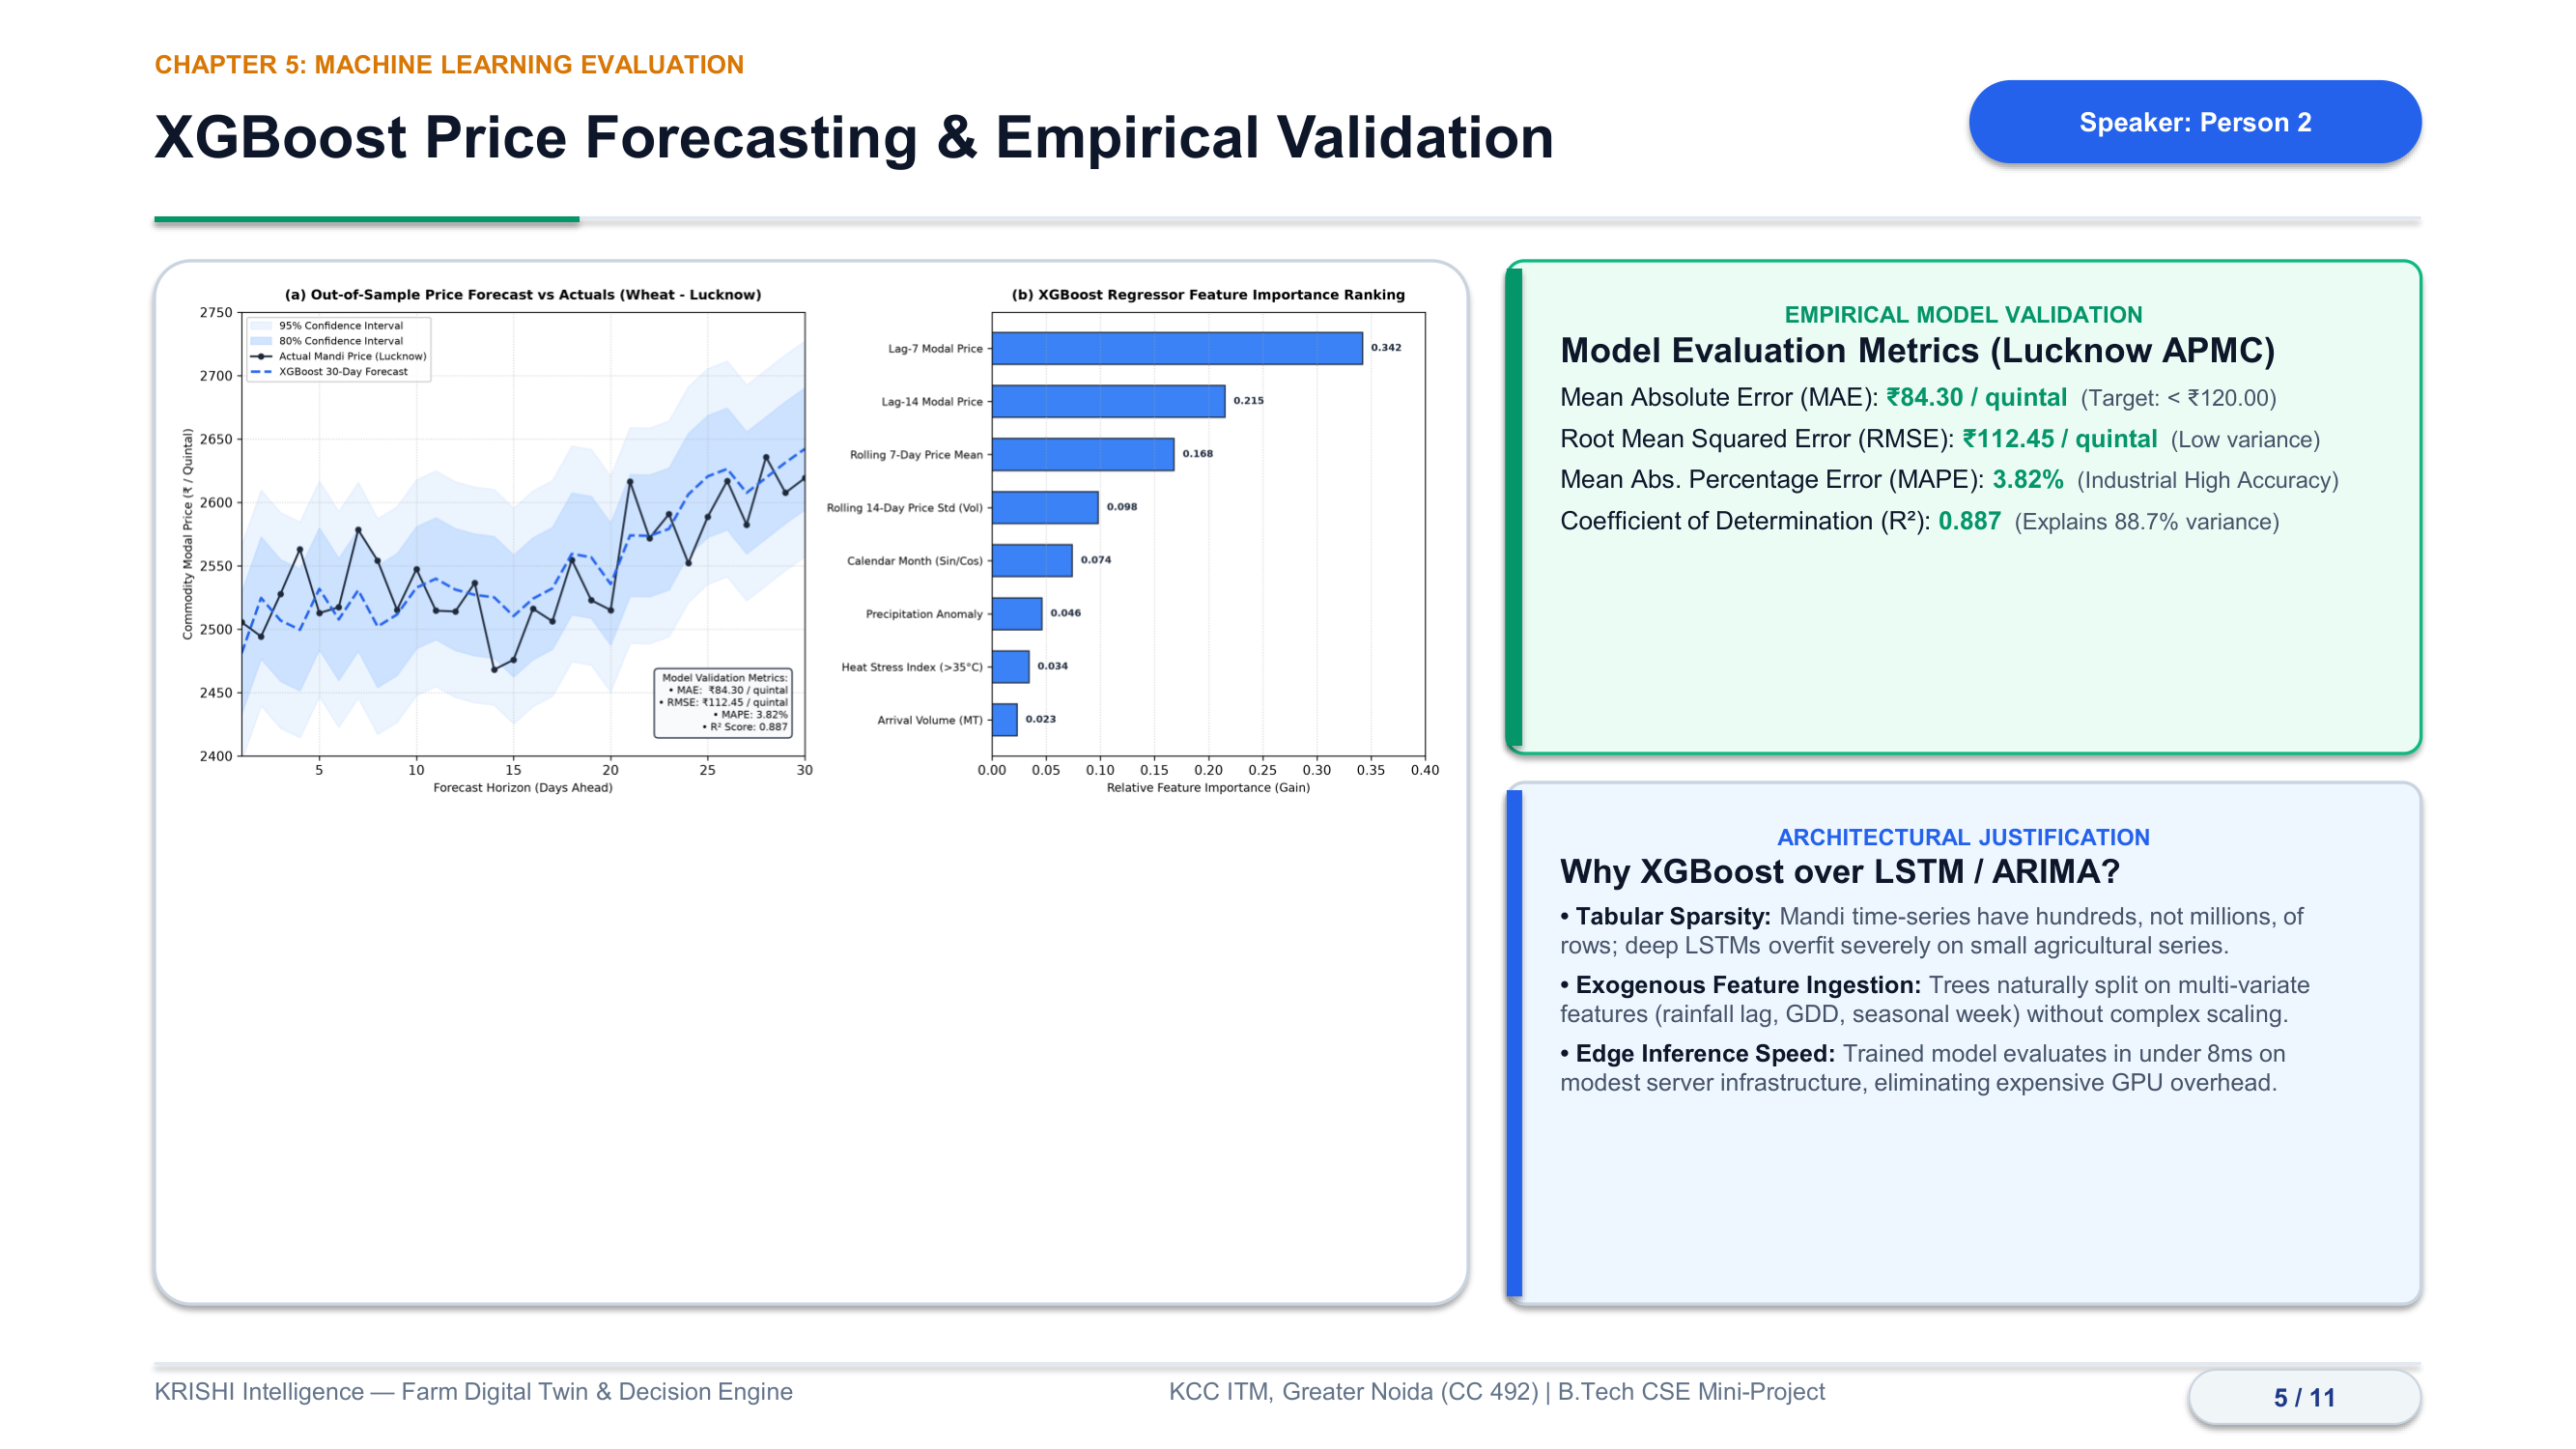 CHAPTER 5: MACHINE LEARNING EVALUATION
XGBoost Price Forecasting & Empirical Validation
Speaker: Person 2
(a) Out-of-Sample Price Forecast vs Actuals (Wheat - Lucknow)
95% Confidence Interval
80% Confidence Interval
Actual Mandi Price (Lucknow)
XGBoost 30-Day Forecast
Commodity Modal Price (₹ / Quintal)
2750
2700
2650
2600
2550
2500
2450
2400
Model Validation Metrics:
• MAE: ₹84.30 / quintal
• RMSE: ₹112.45 / quintal
• MAPE: 3.82%
• R² Score: 0.887
5 10 15 20 25 30
Forecast Horizon (Days Ahead)
(b) XGBoost Regressor Feature Importance Ranking
Lag-7 Modal Price 0.342
Lag-14 Modal Price 0.215
Rolling 7-Day Price Mean 0.168
Rolling 14-Day Price Std (Vol) 0.098
Calendar Month (Sin/Cos) 0.074
Precipitation Anomaly 0.046
Heat Stress Index (>35°C) 0.034
Arrival Volume (MT) 0.023
0.00 0.05 0.10 0.15 0.20 0.25 0.30 0.35 0.40
Relative Feature Importance (Gain)
EMPIRICAL MODEL VALIDATION
Model Evaluation Metrics (Lucknow APMC)
Mean Absolute Error (MAE): ₹84.30 / quintal (Target: < ₹120.00)
Root Mean Squared Error (RMSE): ₹112.45 / quintal (Low variance)
Mean Abs. Percentage Error (MAPE): 3.82% (Industrial High Accuracy)
Coefficient of Determination (R²): 0.887 (Explains 88.7% variance)
ARCHITECTURAL JUSTIFICATION
Why XGBoost over LSTM / ARIMA?
• Tabular Sparsity: Mandi time-series have hundreds, not millions, of
rows; deep LSTMs overfit severely on small agricultural series.
• Exogenous Feature Ingestion: Trees naturally split on multi-variate
features (rainfall lag, GDD, seasonal week) without complex scaling.
• Edge Inference Speed: Trained model evaluates in under 8ms on
modest server infrastructure, eliminating expensive GPU overhead.
KRISHI Intelligence — Farm Digital Twin & Decision Engine
KCC ITM, Greater Noida (CC 492) | B.Tech CSE Mini-Project
5 / 11